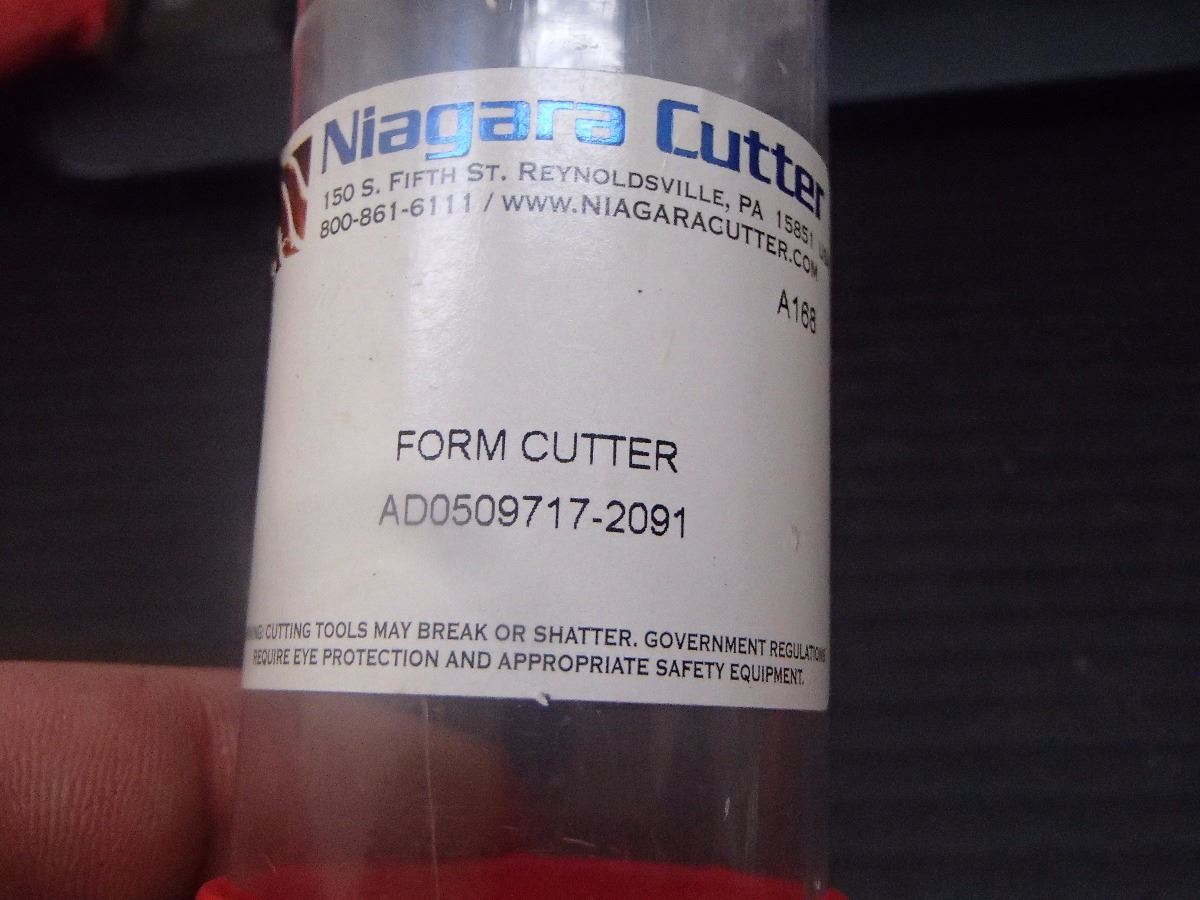 Niagara Cutter
150 S. FIFTH ST. REYNOLDSVILLE, PA 15851 USA
800-861-6111 / WWW.NIAGARACUTTER.COM
A168
FORM CUTTER
AD0509717-2091
CUTTING TOOLS MAY BREAK OR SHATTER. GOVERNMENT REGULATIONS
REQUIRE EYE PROTECTION AND APPROPRIATE SAFETY EQUIPMENT.